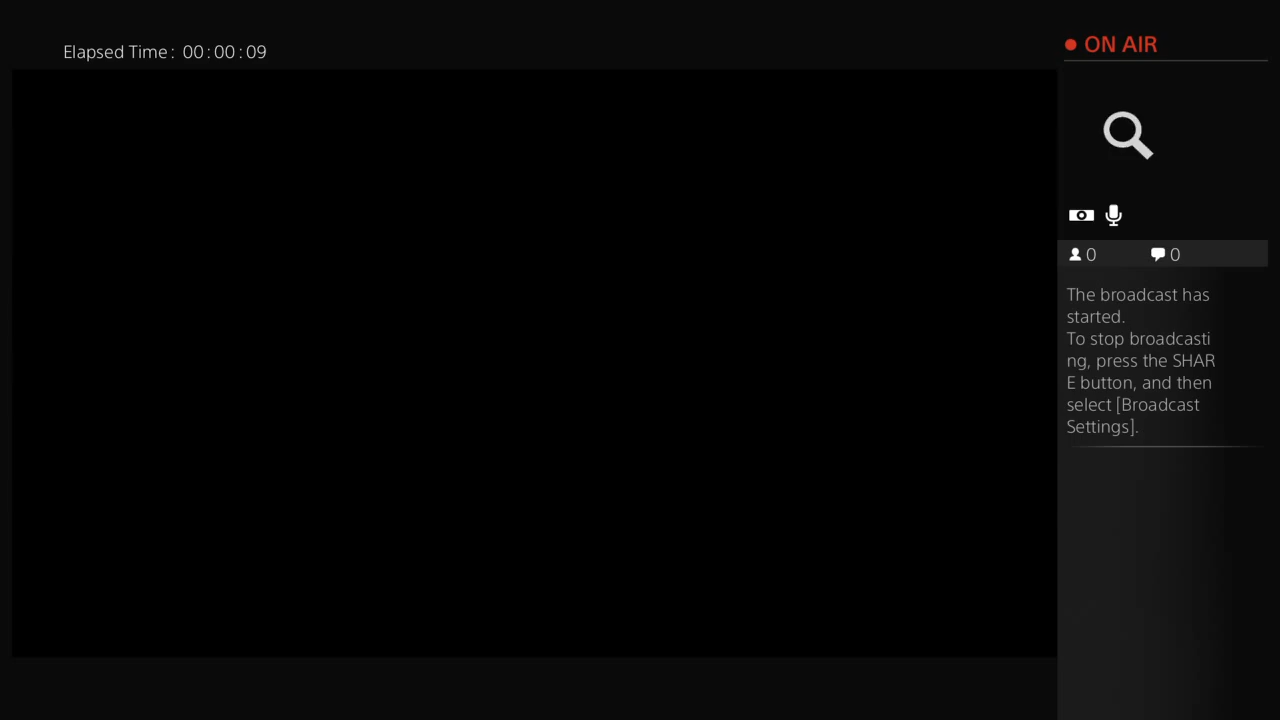 Elapsed Time: 00:00:09
ON AIR
0 0
The broadcast has
started.
To stop broadcasti
ng, press the SHAR
E button, and then
select [Broadcast
Settings].